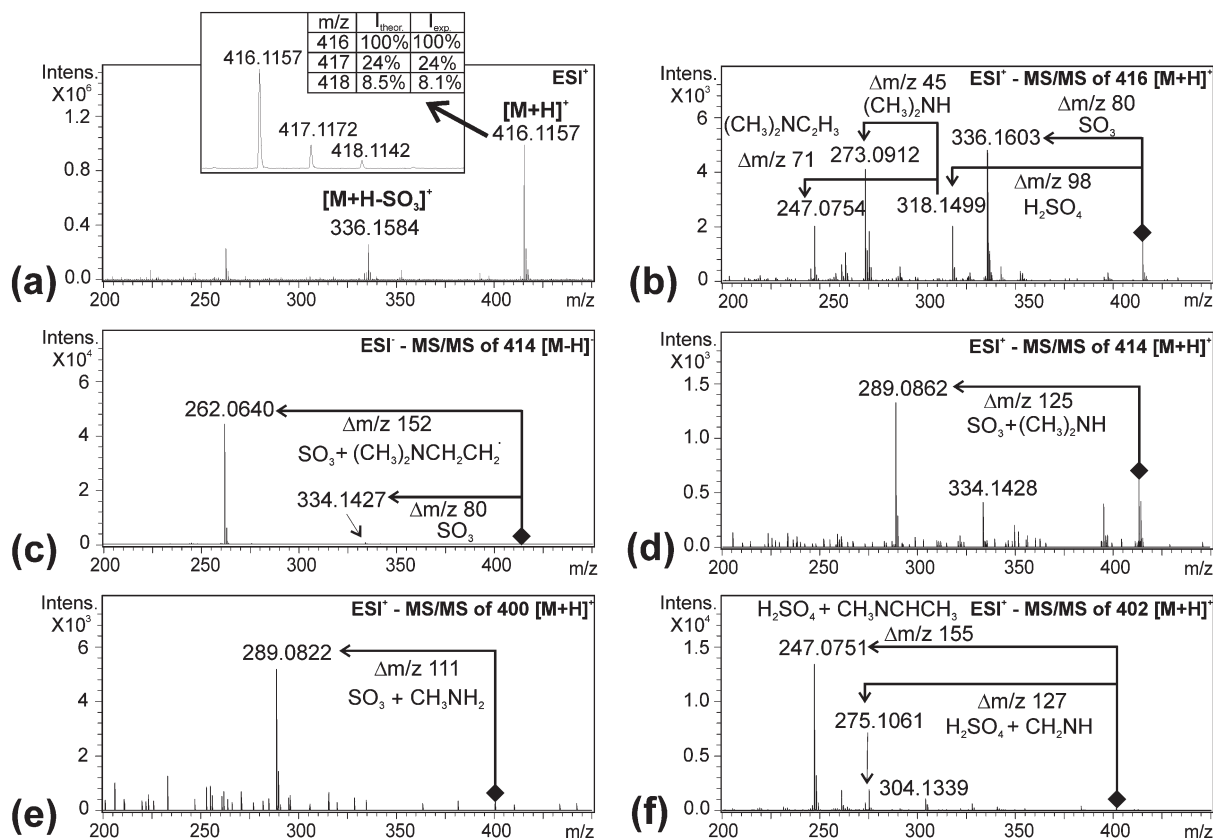 Intens.
X10⁶
1.2
0.8
0.4
0.0
200 250 300 350 400 m/z
(a)
ESI⁺
m/z I theor. I exp.
416 100% 100%
417 24% 24%
418 8.5% 8.1%
416.1157
417.1172
418.1142
[M+H]⁺
416.1157
[M+H-SO₃]⁺
336.1584
Intens.
X10³
6
4
2
0
200 250 300 350 400 m/z
(b)
ESI⁺ - MS/MS of 416 [M+H]⁺
Δm/z 45
(CH₃)₂NH
Δm/z 80
SO₃
(CH₃)₂NC₂H₃
336.1603
273.0912
Δm/z 71
Δm/z 98
H₂SO₄
247.0754
318.1499
Intens.
X10⁴
6
4
2
0
200 250 300 350 400 m/z
(c)
ESI⁻ - MS/MS of 414 [M-H]⁻
262.0640
Δm/z 152
SO₃ + (CH₃)₂NCH₂CH₂˙
334.1427
Δm/z 80
SO₃
Intens.
X10³
1.5
1.0
0.5
0.0
200 250 300 350 400 m/z
(d)
ESI⁺ - MS/MS of 414 [M+H]⁺
289.0862
Δm/z 125
SO₃+(CH₃)₂NH
334.1428
Intens.
X10³
6
4
2
0
200 250 300 350 400 m/z
(e)
ESI⁺ - MS/MS of 400 [M+H]⁺
289.0822
Δm/z 111
SO₃ + CH₃NH₂
Intens.
X10⁴
1.5
1.0
0.5
0.0
200 250 300 350 400 m/z
(f)
H₂SO₄ + CH₃NCHCH₃ ESI⁺ - MS/MS of 402 [M+H]⁺
247.0751
Δm/z 155
Δm/z 127
275.1061
H₂SO₄ + CH₂NH
304.1339